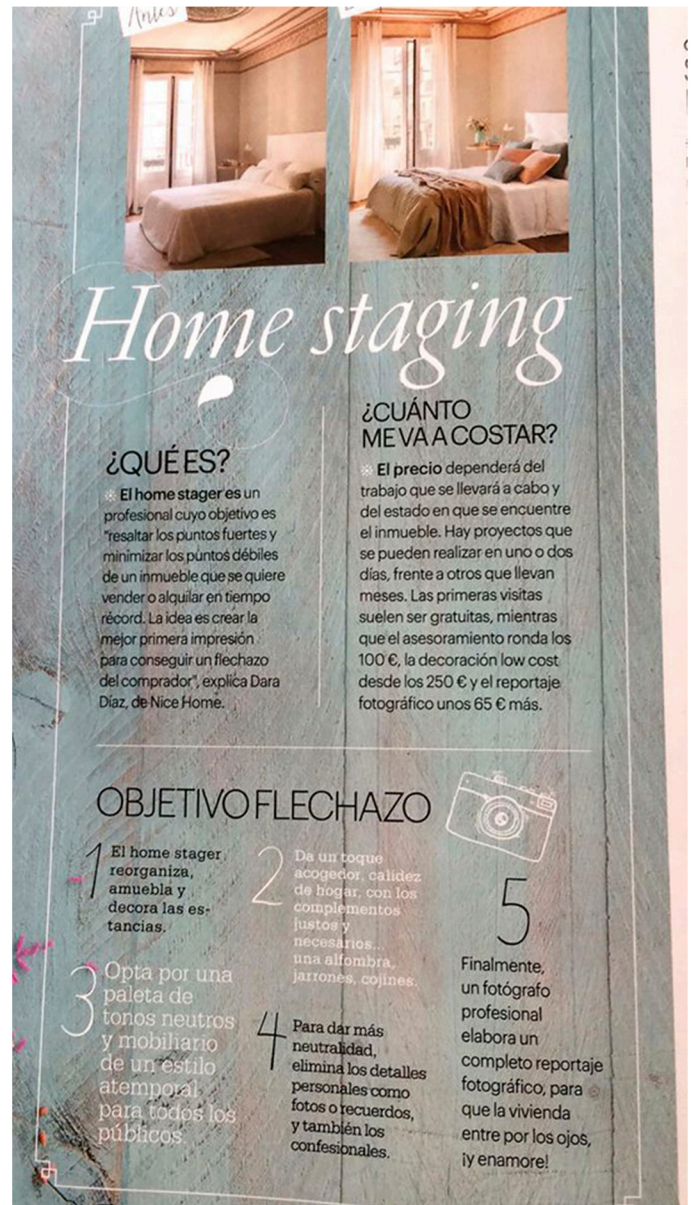 Antes
Home staging
¿QUÉ ES?
El home stager es un
profesional cuyo objetivo es
"resaltar los puntos fuertes y
minimizar los puntos débiles
de un inmueble que se quiere
vender o alquilar en tiempo
récord. La idea es crear la
mejor primera impresión
para conseguir un flechazo
del comprador", explica Dara
Díaz, de Nice Home.
¿CUÁNTO
ME VA A COSTAR?
El precio dependerá del
trabajo que se llevará a cabo y
del estado en que se encuentre
el inmueble. Hay proyectos que
se pueden realizar en uno o dos
días, frente a otros que llevan
meses. Las primeras visitas
suelen ser gratuitas, mientras
que el asesoramiento ronda los
100 €, la decoración low cost
desde los 250 € y el reportaje
fotográfico unos 65 € más.
OBJETIVO FLECHAZO
1 El home stager
reorganiza,
amuebla y
decora las es-
tancias.
2 Da un toque
acogedor, calidez
de hogar, con los
complementos
justos y
necesarios...
una alfombra,
jarrones, cojines.
3 Opta por una
paleta de
tonos neutros
y mobiliario
de un estilo
atemporal
para todos los
públicos.
4 Para dar más
neutralidad,
elimina los detalles
personales como
fotos o recuerdos,
y también los
confesionales.
5
Finalmente,
un fotógrafo
profesional
elabora un
completo reportaje
fotográfico, para
que la vivienda
entre por los ojos,
¡y enamore!